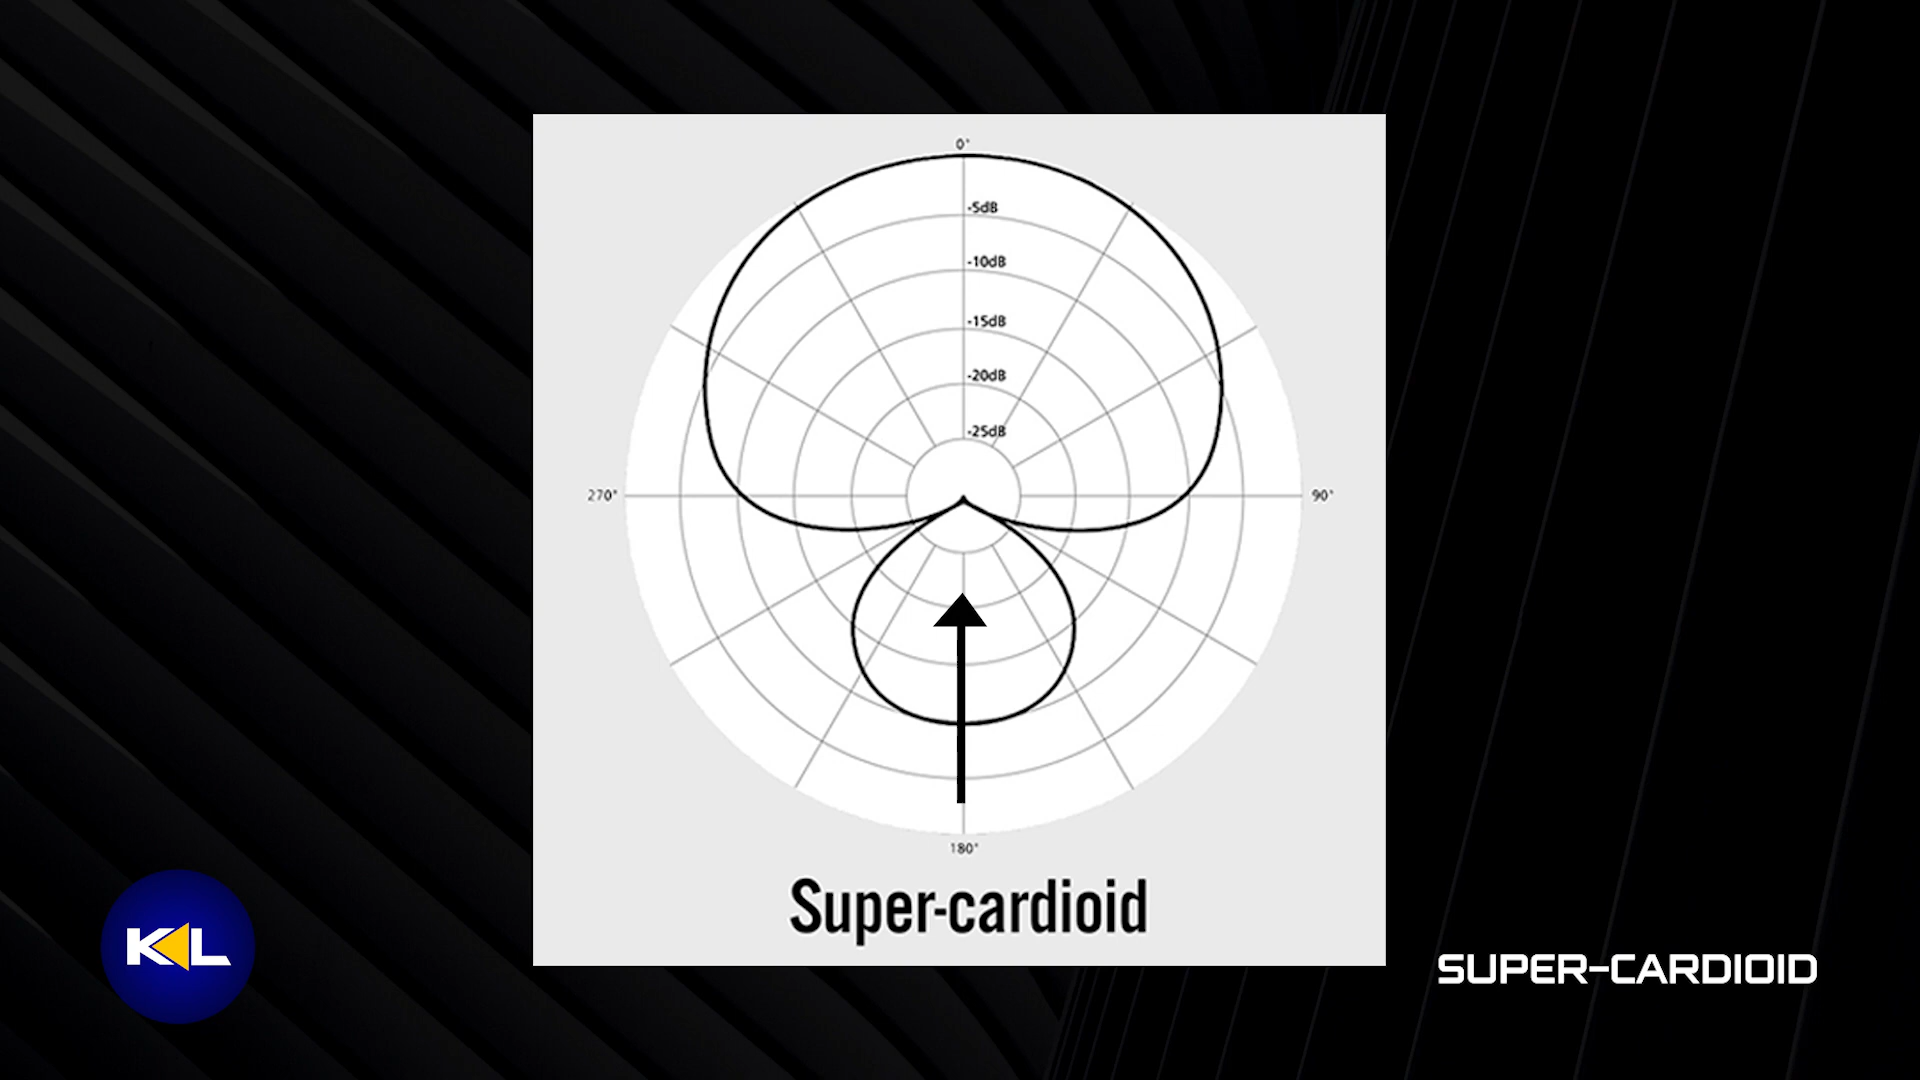 0°
-5dB
-10dB
-15dB
-20dB
-25dB
270°
90°
180°
Super-cardioid
KL
SUPER-CARDIOID